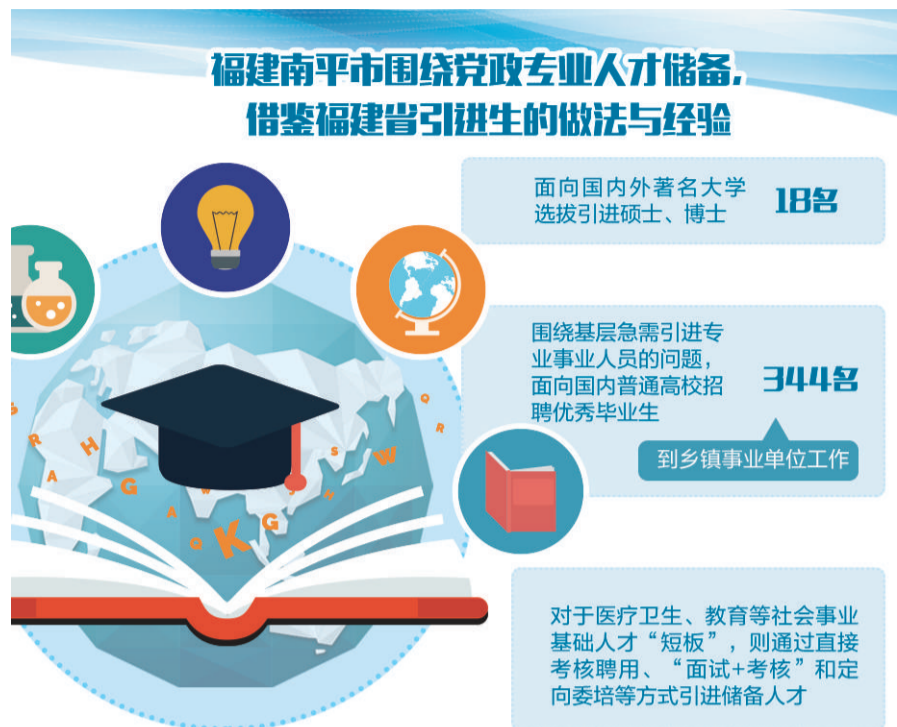 福建南平市围绕党政专业人才储备,
借鉴福建省引进生的做法与经验
面向国内外著名大学
选拔引进硕士、博士
18名
围绕基层急需引进专
业事业人员的问题，
面向国内普通高校招
聘优秀毕业生
344名
到乡镇事业单位工作
对于医疗卫生、教育等社会事业
基础人才“短板”，则通过直接
考核聘用、“面试+考核”和定
向委培等方式引进储备人才
S
R
A
H
G
A
Q
K
G
W
S
S
H
W
Q
R